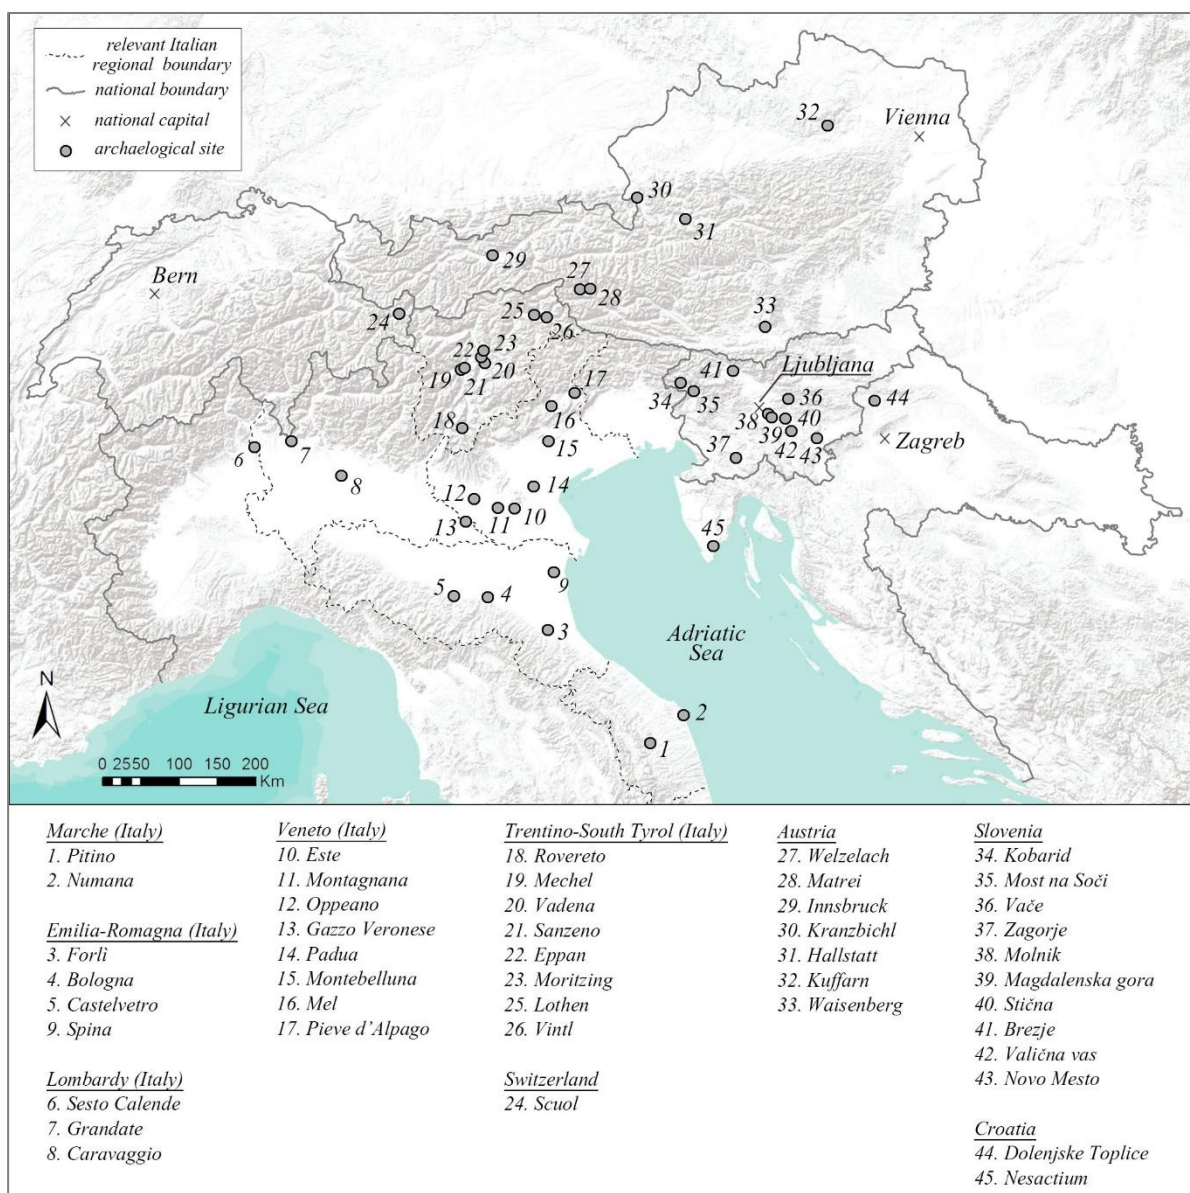 relevant Italian
regional boundary
national boundary
national capital
archaelogical site
32
Vienna
30
31
29
Bern
27
28
24
25
26
33
23
22
41
Ljubljana
19
21
20
17
34
35
36
44
16
38
40
18
39
Zagreb
15
42
43
6
7
37
8
14
12
11
10
13
45
9
5
4
3
Adriatic
Sea
N
Ligurian Sea
2
1
0 2550 100 150 200
Km
Marche (Italy)
1. Pitino
2. Numana
Emilia-Romagna (Italy)
3. Forlì
4. Bologna
5. Castelvetro
9. Spina
Lombardy (Italy)
6. Sesto Calende
7. Grandate
8. Caravaggio
Veneto (Italy)
10. Este
11. Montagnana
12. Oppeano
13. Gazzo Veronese
14. Padua
15. Montebelluna
16. Mel
17. Pieve d'Alpago
Trentino-South Tyrol (Italy)
18. Rovereto
19. Mechel
20. Vadena
21. Sanzeno
22. Eppan
23. Moritzing
25. Lothen
26. Vintl
Switzerland
24. Scuol
Austria
27. Welzelach
28. Matrei
29. Innsbruck
30. Kranzbichl
31. Hallstatt
32. Kuffarn
33. Waisenberg
Slovenia
34. Kobarid
35. Most na Soči
36. Vače
37. Zagorje
38. Molnik
39. Magdalenska gora
40. Stična
41. Brezje
42. Valična vas
43. Novo Mesto
Croatia
44. Dolenjske Toplice
45. Nesactium